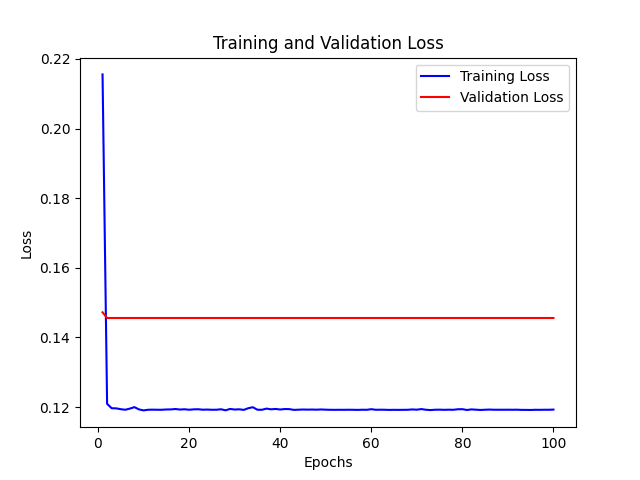 Training and Validation Loss
Training Loss
Validation Loss
0.22
0.20
0.18
0.16
0.14
0.12
Loss
0
20
40
60
80
100
Epochs